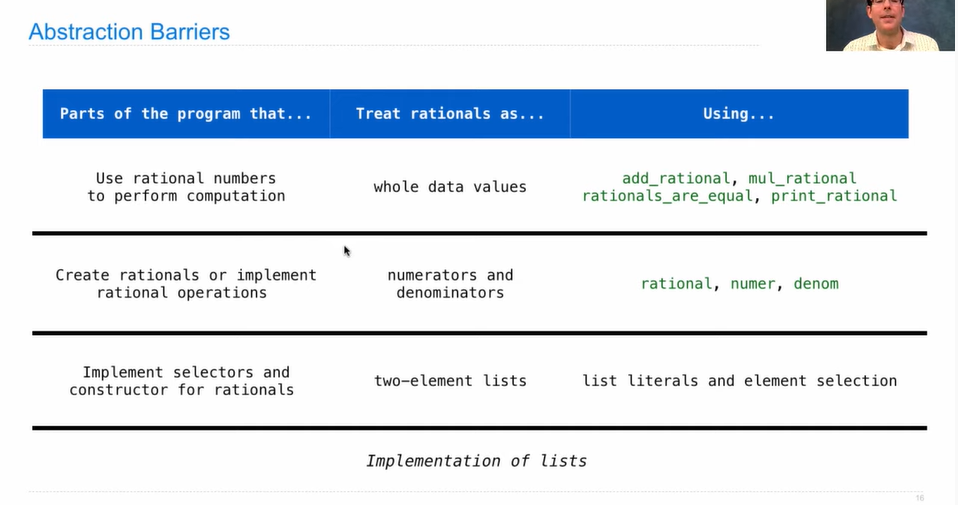 Abstraction Barriers
Parts of the program that...
Treat rationals as...
Using...
Use rational numbers
to perform computation
whole data values
add_rational, mul_rational
rationals_are_equal, print_rational
Create rationals or implement
rational operations
numerators and
denominators
rational, numer, denom
Implement selectors and
constructor for rationals
two-element lists
list literals and element selection
Implementation of lists
16